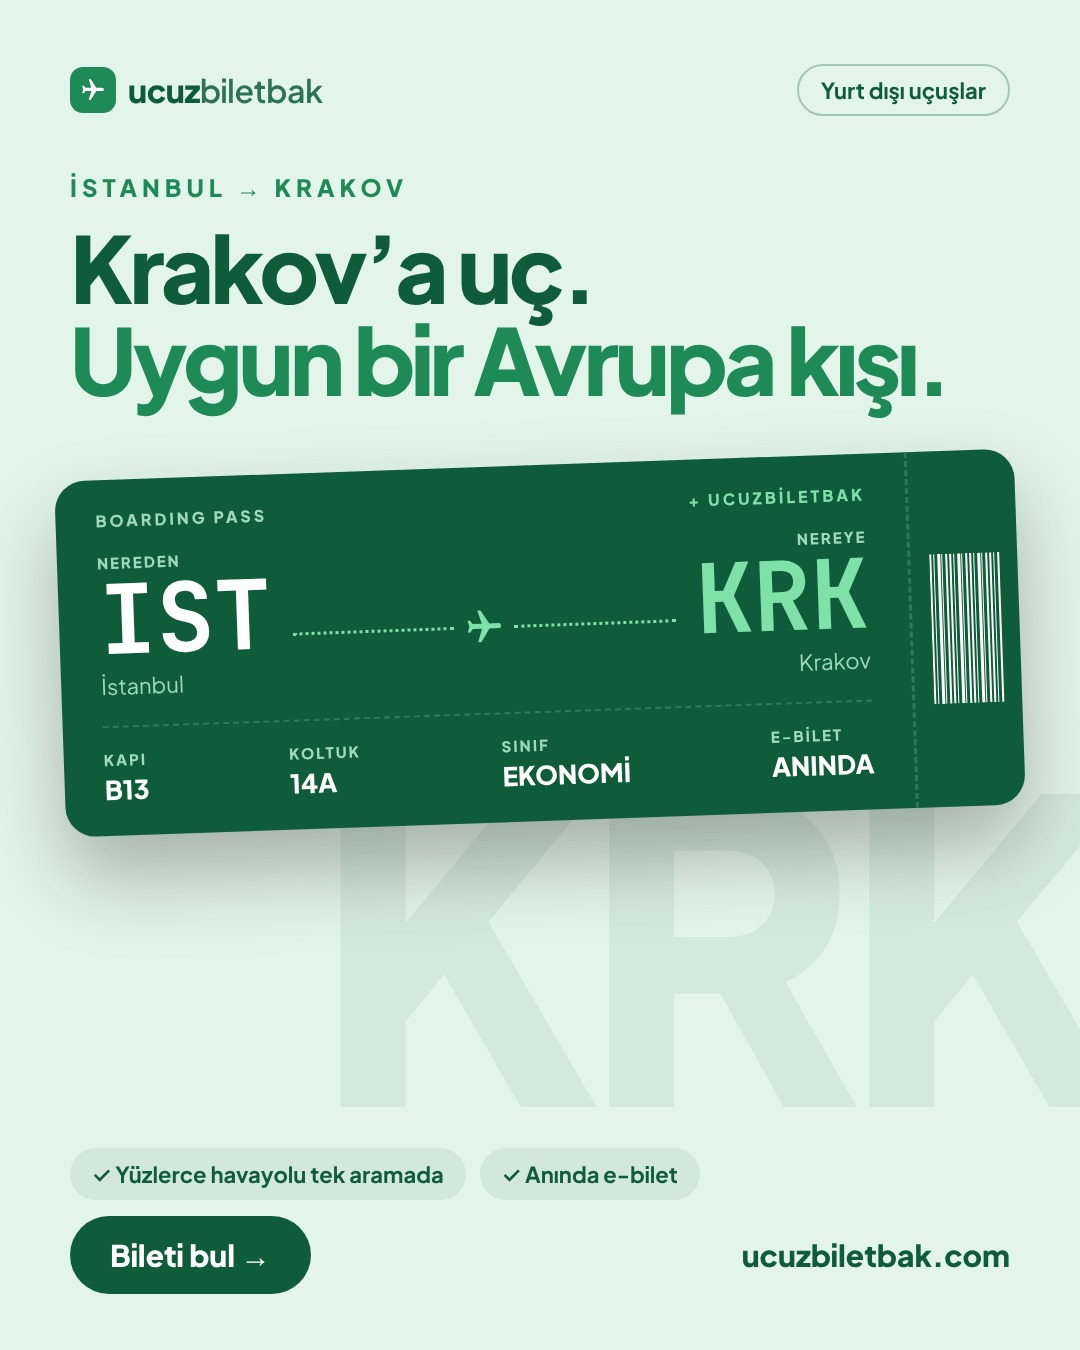 ucuzbiletbak
Yurt dışı uçuşlar
İSTANBUL → KRAKOV
Krakov’a uç.
Uygun bir Avrupa kışı.
BOARDING PASS
+ UCUZBİLETBAK
NEREDEN
NEREYE
IST
KRK
İstanbul
Krakov
KAPI
KOLTUK
SINIF
E-BİLET
B13
14A
EKONOMİ
ANINDA
KRK
✓ Yüzlerce havayolu tek aramada
✓ Anında e-bilet
Bileti bul →
ucuzbiletbak.com